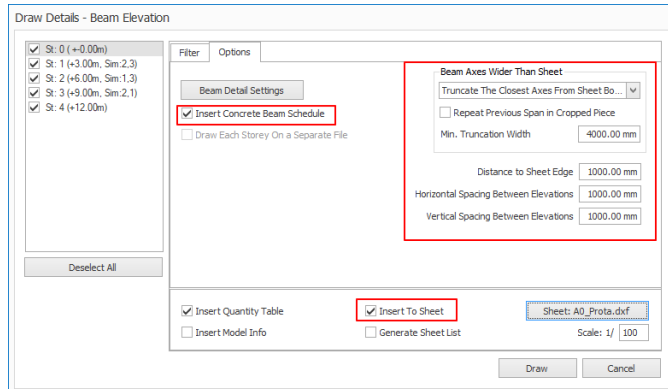 Draw Details - Beam Elevation
St: 0 ( +-0.00m)
St: 1 (+3.00m, Sim:2,3)
St: 2 (+6.00m, Sim:1,3)
St: 3 (+9.00m, Sim:2,1)
St: 4 (+12.00m)
Deselect All
Filter Options
Beam Detail Settings
Insert Concrete Beam Schedule
Draw Each Storey On a Separate File
Beam Axes Wider Than Sheet
Truncate The Closest Axes From Sheet Bo...
Repeat Previous Span in Cropped Piece
Min. Truncation Width 4000.00 mm
Distance to Sheet Edge 1000.00 mm
Horizontal Spacing Between Elevations 1000.00 mm
Vertical Spacing Between Elevations 1000.00 mm
Insert Quantity Table Insert To Sheet Sheet: A0_Prota.dxf
Insert Model Info Generate Sheet List Scale: 1/ 100
Draw Cancel